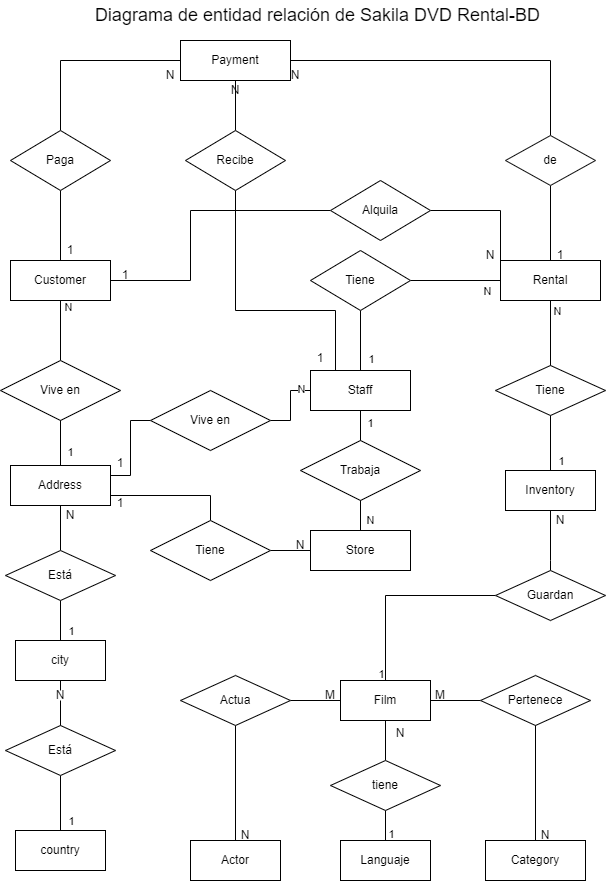 Diagrama de entidad relación de Sakila DVD Rental-BD
Payment
N
N
N
Paga
Recibe
de
Alquila
1
N
1
Customer
1
Tiene
Rental
N
N
N
1
1
Vive en
N
Staff
Tiene
Vive en
1
1
1
Trabaja
1
Address
1
Inventory
N
N
N
Tiene
N
Store
Está
Guardan
1
city
1
N
Actua
M
Film
M
Pertenece
N
Está
tiene
1
N
1
N
country
Actor
Languaje
Category